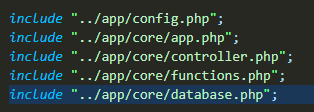 include "../app/config.php";
include "../app/core/app.php";
include "../app/core/controller.php";
include "../app/core/functions.php";
include "../app/core/database.php";